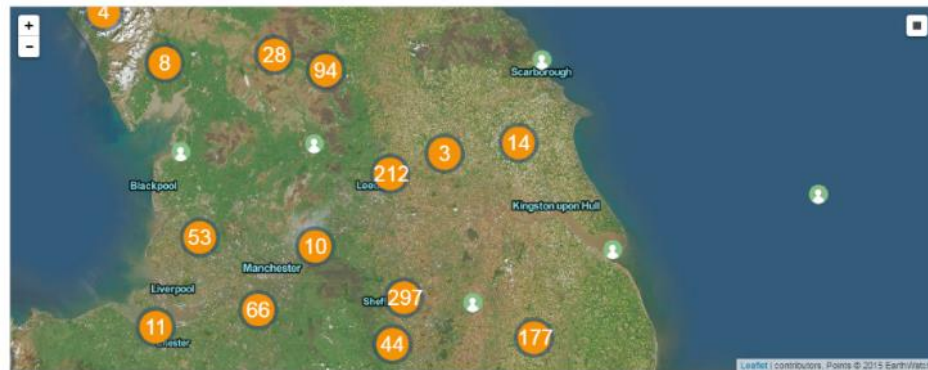 4
+
−
28
8
94
Scarborough
14
3
212
Blackpool
Kingston upon Hull
53
10
Manchester
Liverpool
297
66
11
177
44
Leaflet | contributors, Points © 2015 EarthWatch